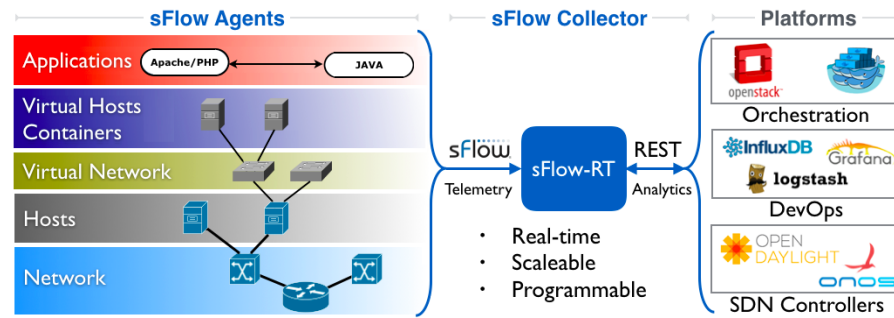 sFlow Agents
sFlow Collector
Platforms
Applications
Apache/PHP
JAVA
Virtual Hosts
Containers
Virtual Network
Hosts
Network
sFlow
Telemetry
sFlow-RT
REST
Analytics
• Real-time
• Scaleable
• Programmable
openstack
Orchestration
InfluxDB
Grafana
logstash
DevOps
OPEN
DAYLIGHT
onos
SDN Controllers